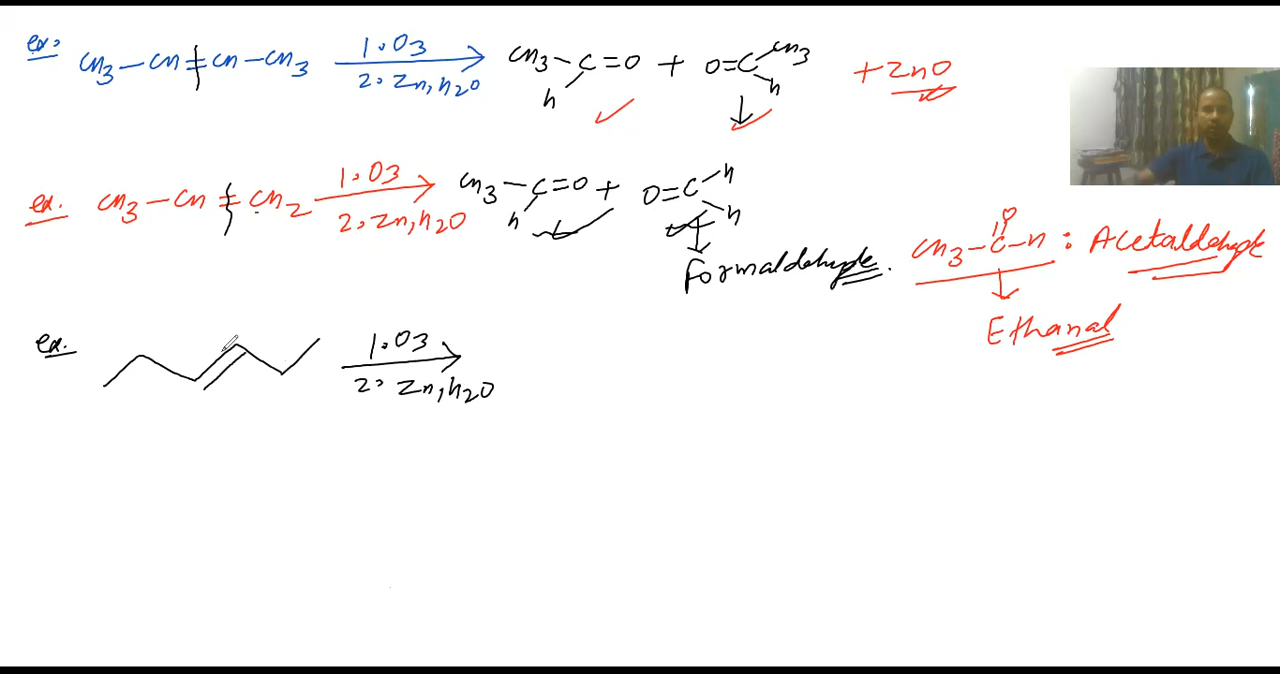 ex: CH3—CH=CH—CH3 1. O3 2. Zn, H2O CH3—C=O H + O=C CH3 H + ZnO
ex. CH3—CH=CH2 1. O3 2. Zn, H2O CH3—C=O H + O=C H H
Formaldehyde.
CH3—C—H O : Acetaldehyde
Ethanal
ex. 1. O3 2. Zn, H2O